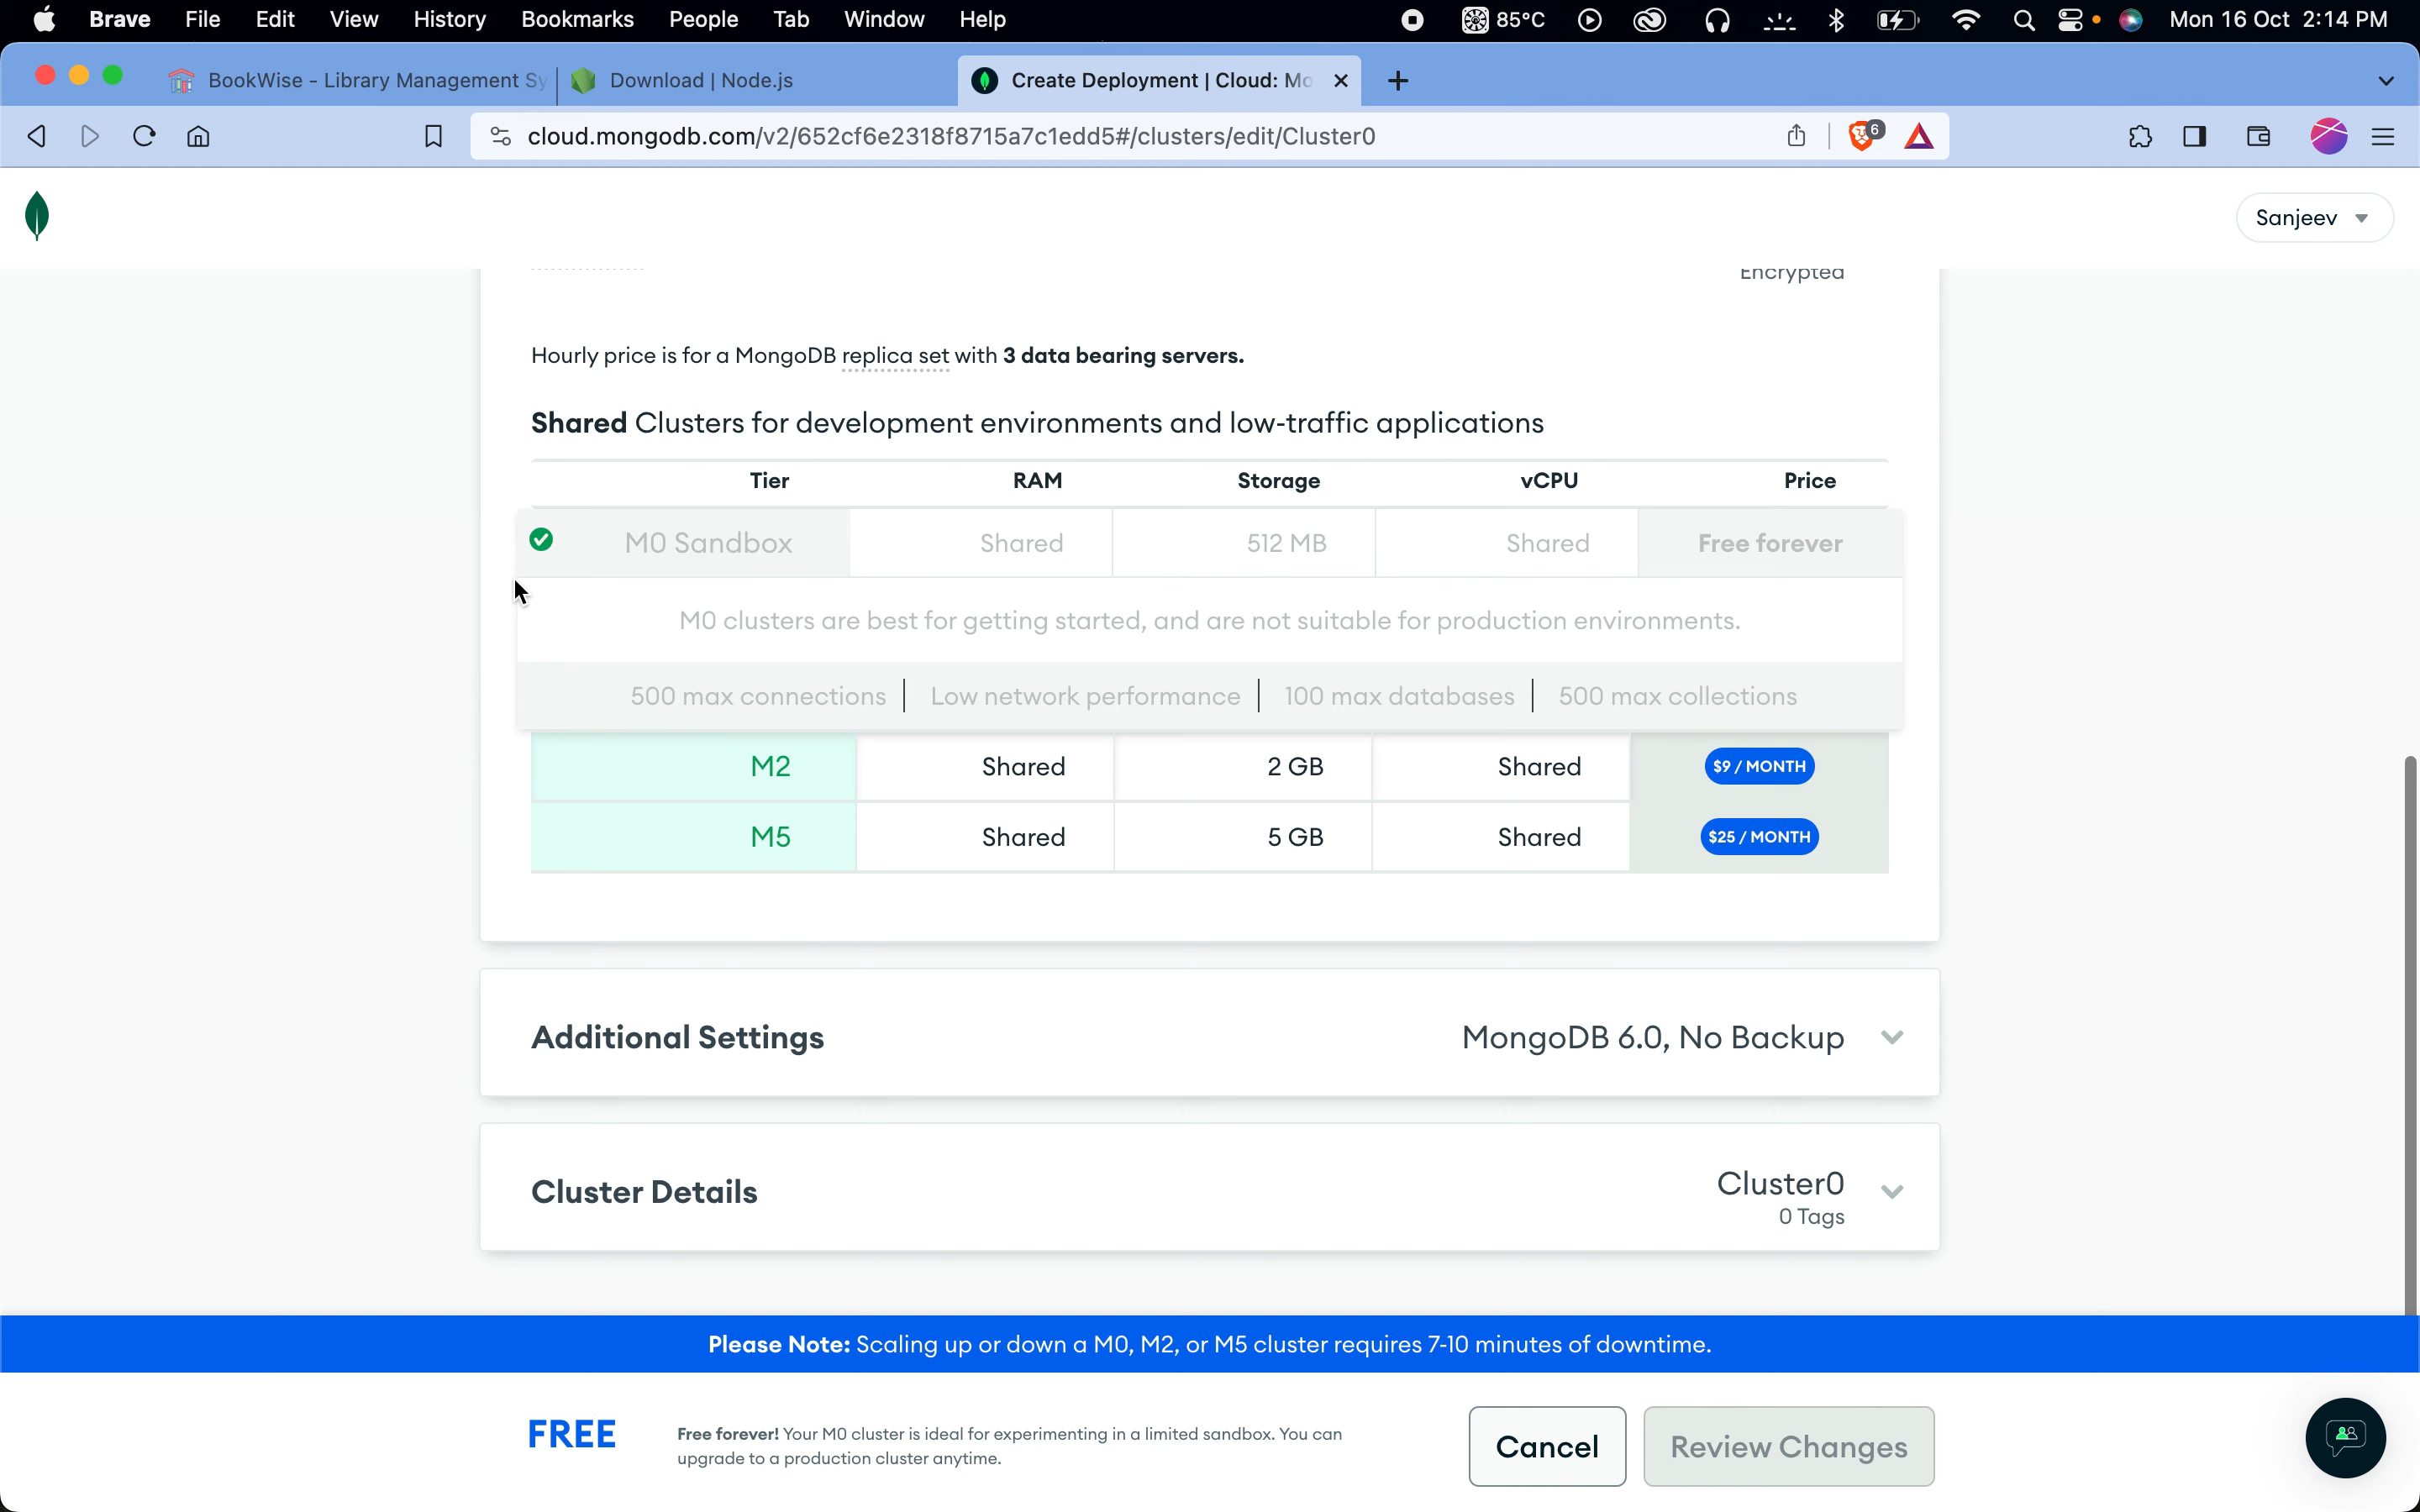 Brave File Edit View History Bookmarks People Tab Window Help 85°C Mon 16 Oct 2:14 PM
BookWise - Library Management Sy Download | Node.js Create Deployment | Cloud: Mo
cloud.mongodb.com/v2/652cf6e2318f8715a7c1edd5#/clusters/edit/Cluster0 6
Sanjeev
Encrypted
Hourly price is for a MongoDB replica set with 3 data bearing servers.
Shared Clusters for development environments and low-traffic applications
Tier RAM Storage vCPU Price
M0 Sandbox Shared 512 MB Shared Free forever
M0 clusters are best for getting started, and are not suitable for production environments.
500 max connections Low network performance 100 max databases 500 max collections
M2 Shared 2 GB Shared $9 / MONTH
M5 Shared 5 GB Shared $25 / MONTH
Additional Settings MongoDB 6.0, No Backup
Cluster Details Cluster0
0 Tags
Please Note: Scaling up or down a M0, M2, or M5 cluster requires 7-10 minutes of downtime.
FREE Free forever! Your M0 cluster is ideal for experimenting in a limited sandbox. You can
upgrade to a production cluster anytime.
Cancel Review Changes